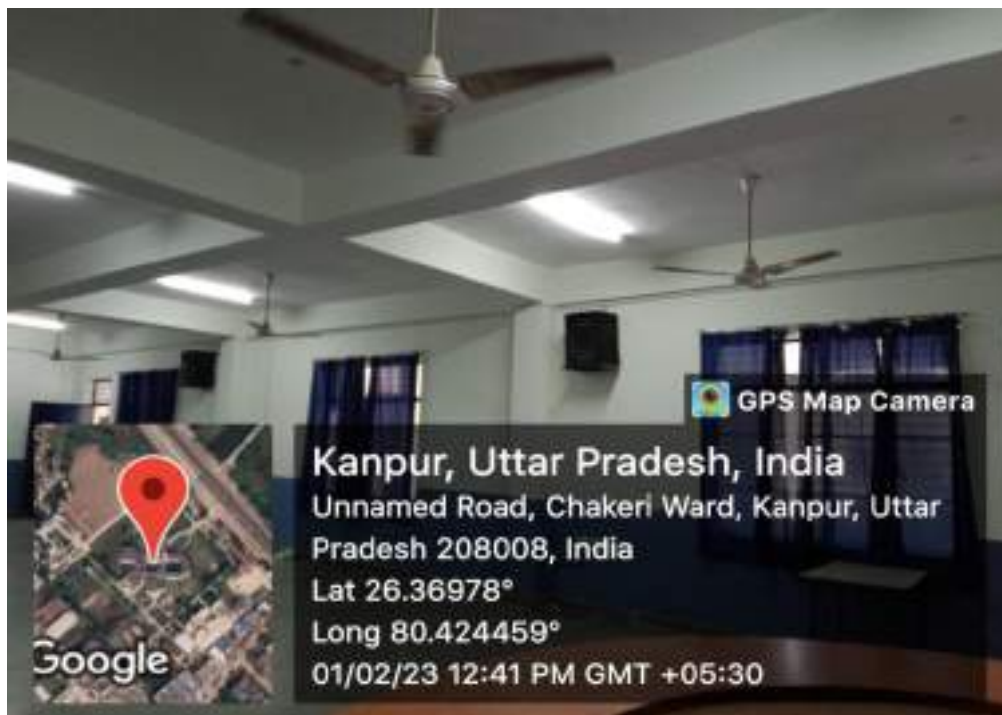 GPS Map Camera
Kanpur, Uttar Pradesh, India
Unnamed Road, Chakeri Ward, Kanpur, Uttar
Pradesh 208008, India
Lat 26.36978°
Long 80.424459°
01/02/23 12:41 PM GMT +05:30
Google